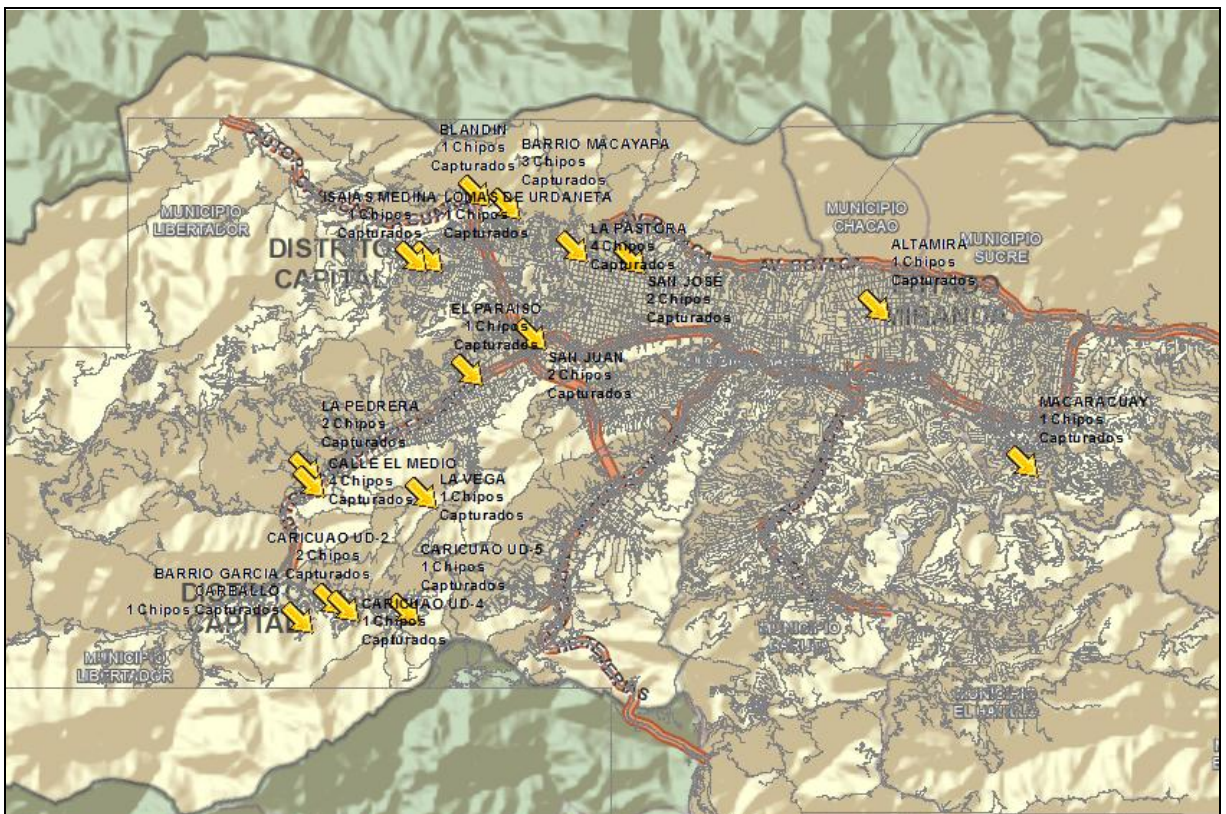 BLANDIN
1 Chipos
Capturados
BARRIO MACAYAPA
3 Chipos
Capturados
ISAIAS MEDINA
1 Chipos
Capturados
LOMAS DE URDANETA
1 Chipos
Capturados
MUNICIPIO
LIBERTADOR
DISTRITO
CAPITAL
LA PASTORA
4 Chipos
Capturados
MUNICIPIO
CHACAO
ALTAMIRA
1 Chipos
Capturados
MUNICIPIO
SUCRE
SAN JOSÉ
2 Chipos
Capturados
MIRANDA
EL PARAISO
1 Chipos
Capturados
SAN JUAN
2 Chipos
Capturados
LA PEDRERA
2 Chipos
Capturados
MACARACUAY
1 Chipos
Capturados
CALLE EL MEDIO
4 Chipos
Capturados
LA VEGA
1 Chipos
Capturados
CARICUAO UD-2
2 Chipos
Capturados
CARICUAO UD-5
1 Chipos
Capturados
BARRIO GARCIA
CARBALLO
1 Chipos Capturados
DISTRITO
CAPITAL
CARICUAO UD-4
1 Chipos
Capturados
MUNICIPIO
LIBERTADOR
MUNICIPIO
MUNICIPIO